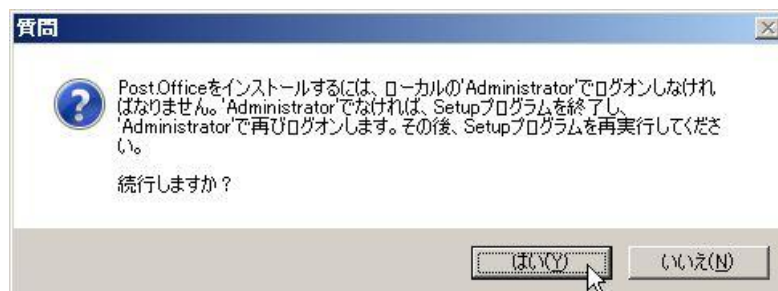 質問
Post.Officeをインストールするには、ローカルの'Administrator'でログオンしなけれ
ばなりません。'Administrator'でなければ、Setupプログラムを終了し、
'Administrator'で再びログオンします。その後、Setupプログラムを再実行してくださ
い。
続行しますか？
はい(Y) いいえ(N)